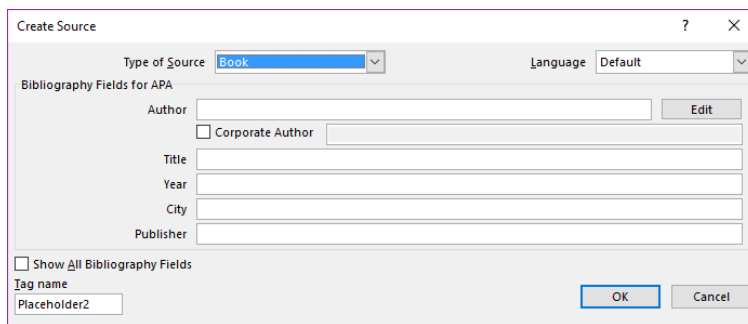 Create Source ? ×
Type of Source Book Language Default
Bibliography Fields for APA
Author Edit
Corporate Author
Title
Year
City
Publisher
Show All Bibliography Fields
Tag name
Placeholder2 OK Cancel